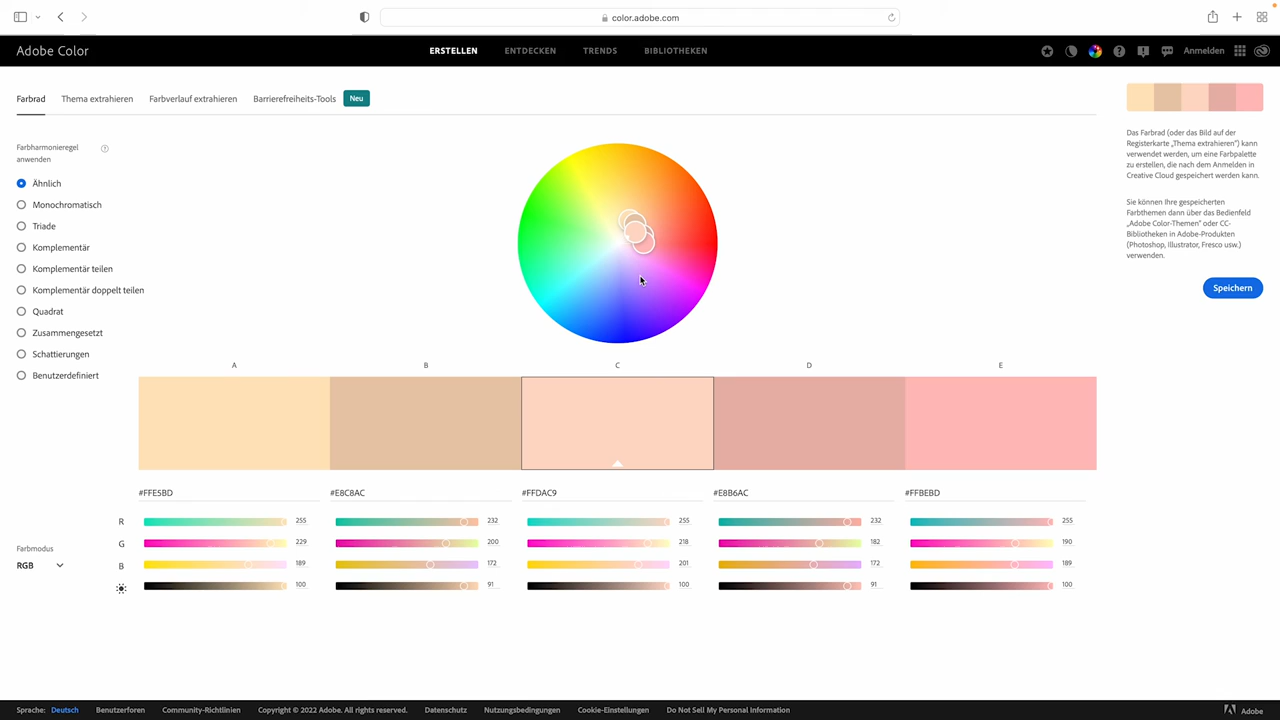 color.adobe.com
Adobe Color
ERSTELLEN
ENTDECKEN
TRENDS
BIBLIOTHEKEN
Anmelden
Farbrad
Thema extrahieren
Farbverlauf extrahieren
Barrierefreiheits-Tools
Neu
Farbharmonieregel
anwenden
Ähnlich
Monochromatisch
Triade
Komplementär
Komplementär teilen
Komplementär doppelt teilen
Quadrat
Zusammengesetzt
Schattierungen
Benutzerdefiniert
Das Farbrad (oder das Bild auf der
Registerkarte „Thema extrahieren") kann
verwendet werden, um eine Farbpalette
zu erstellen, die nach dem Anmelden in
Creative Cloud gespeichert werden kann.
Sie können Ihre gespeicherten
Farbthemen dann über das Bedienfeld
„Adobe Color-Themen" oder CC-
Bibliotheken in Adobe-Produkten
(Photoshop, Illustrator, Fresco usw.)
verwenden.
Speichern
A B C D E
#FFE5BD #E8C8AC #FFDAC9 #E8B6AC #FFBEBD
R 255 232 255 232 255
G 229 200 218 182 190
B 189 172 201 172 189
100 91 100 91 100
Farbmodus
RGB
Sprache: Deutsch Benutzerforen Community-Richtlinien Copyright © 2022 Adobe. All rights reserved. Datenschutz Nutzungsbedingungen Cookie-Einstellungen Do Not Sell My Personal Information Adobe